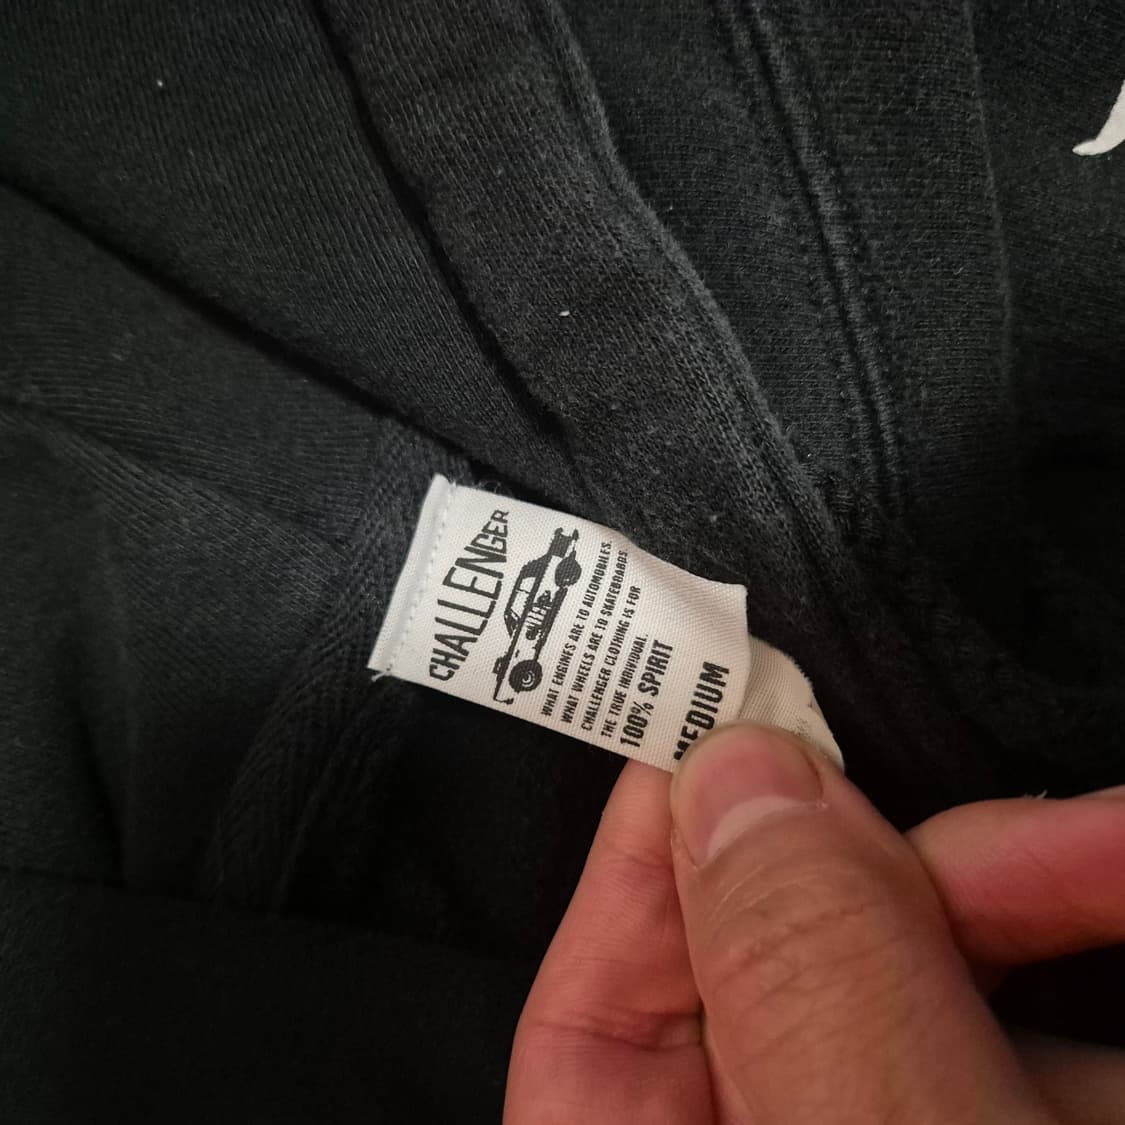 CHALLENGER
WHAT ENGINES ARE TO AUTOMOBILES.
WHAT WHEELS ARE TO SKATEBOARDS.
CHALLENGER CLOTHING IS FOR
THE TRUE INDIVIDUAL.
100% SPIRIT
MEDIUM